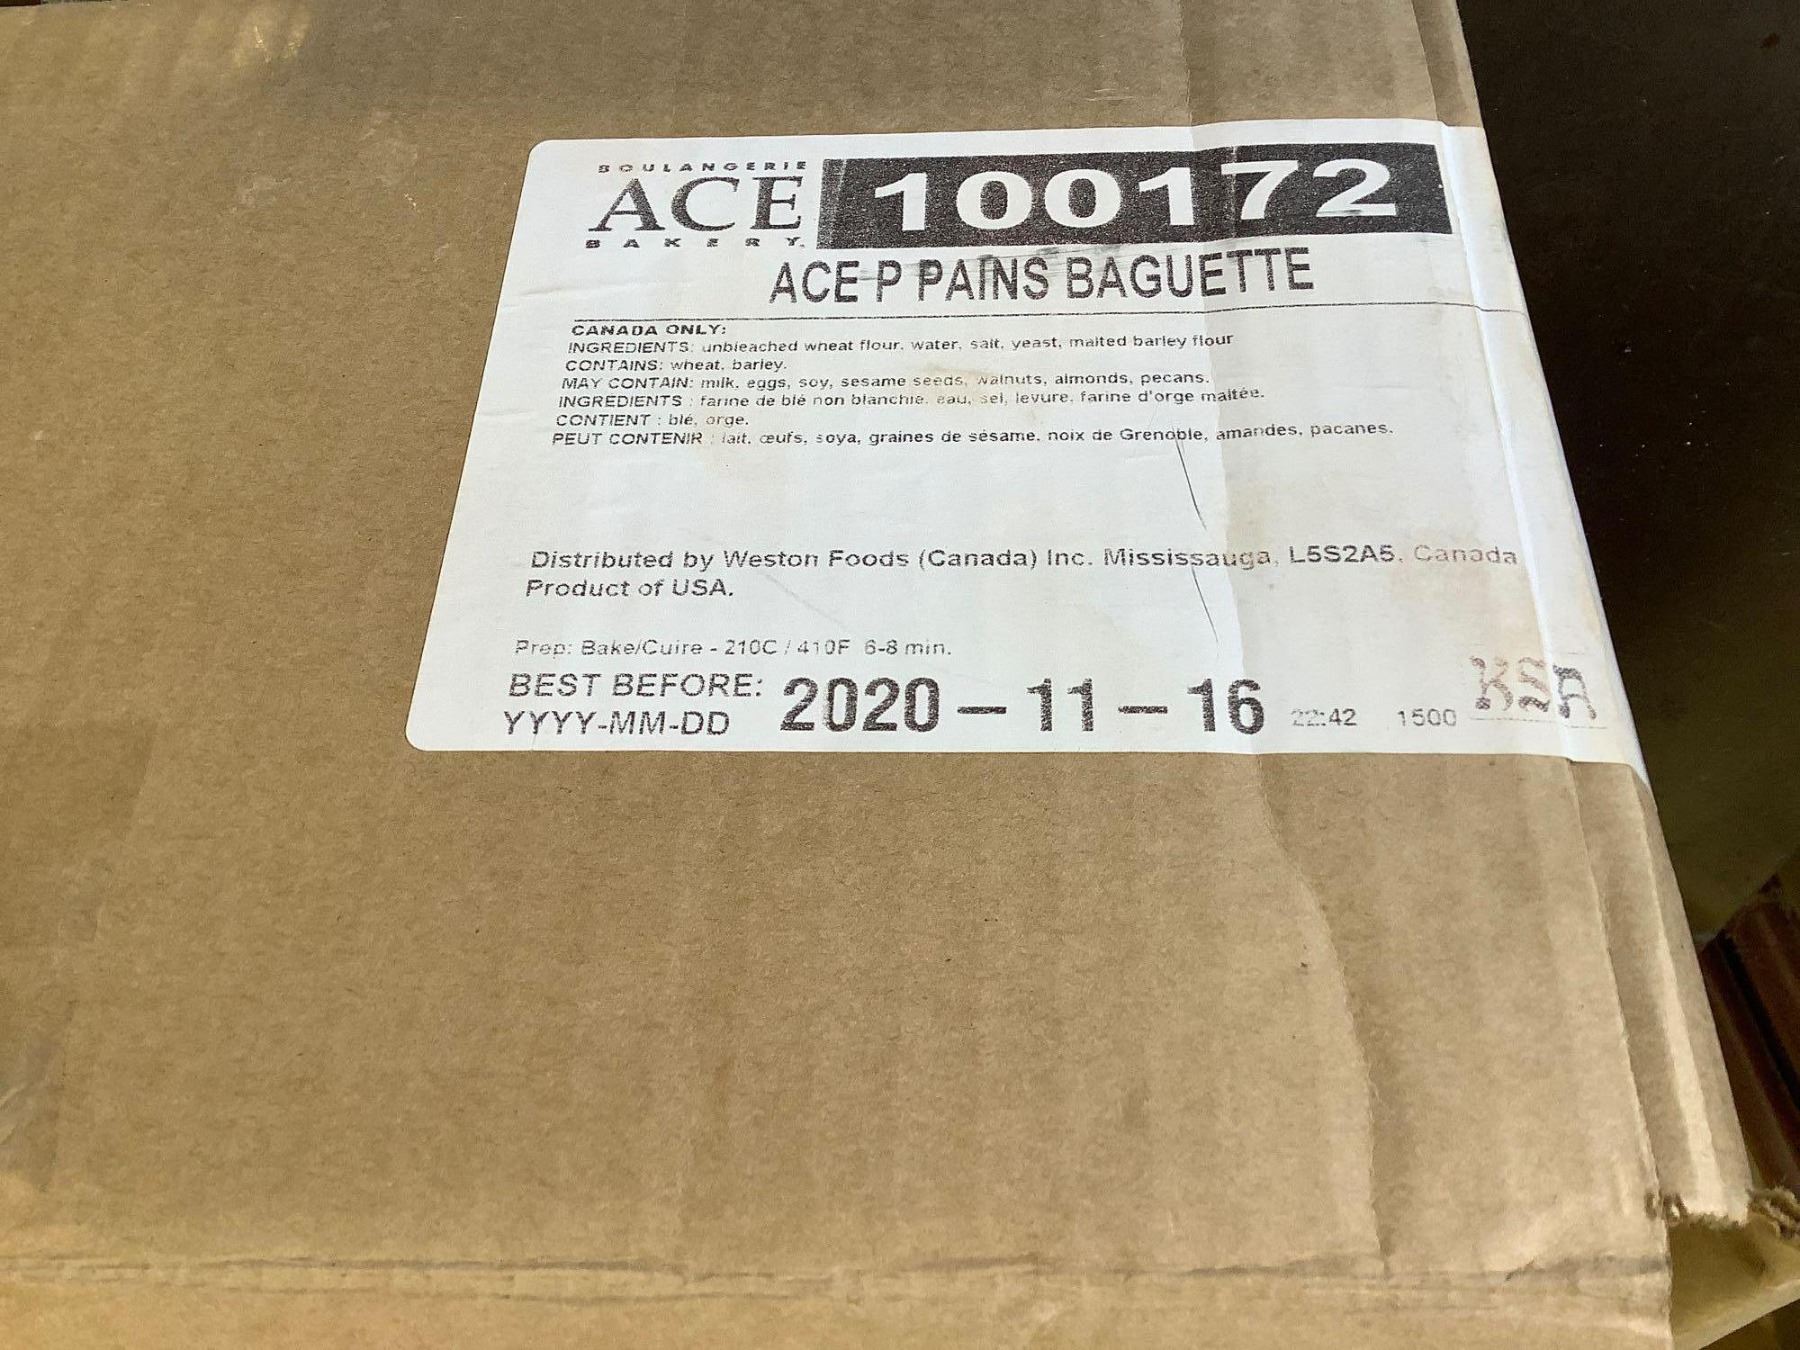 BOULANGERIE
ACE
BAKERY
100172
ACE P PAINS BAGUETTE
CANADA ONLY:
INGREDIENTS: unbleached wheat flour, water, salt, yeast, malted barley flour
CONTAINS: wheat, barley.
MAY CONTAIN: milk, eggs, soy, sesame seeds, walnuts, almonds, pecans.
INGREDIENTS : farine de blé non blanchie, eau, sel, levure, farine d'orge maltée.
CONTIENT : blé, orge.
PEUT CONTENIR : lait, œufs, soya, graines de sésame, noix de Grenoble, amandes, pacanes.
Distributed by Weston Foods (Canada) Inc. Mississauga, L5S2A5, Canada
Product of USA.
Prep: Bake/Cuire - 210C / 410F 6-8 min.
BEST BEFORE: 2020-11-16 22:42 1500 KSA
YYYY-MM-DD